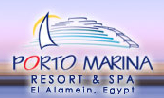 PORTO MARINA
RESORT & SPA
El Alamein, Egypt